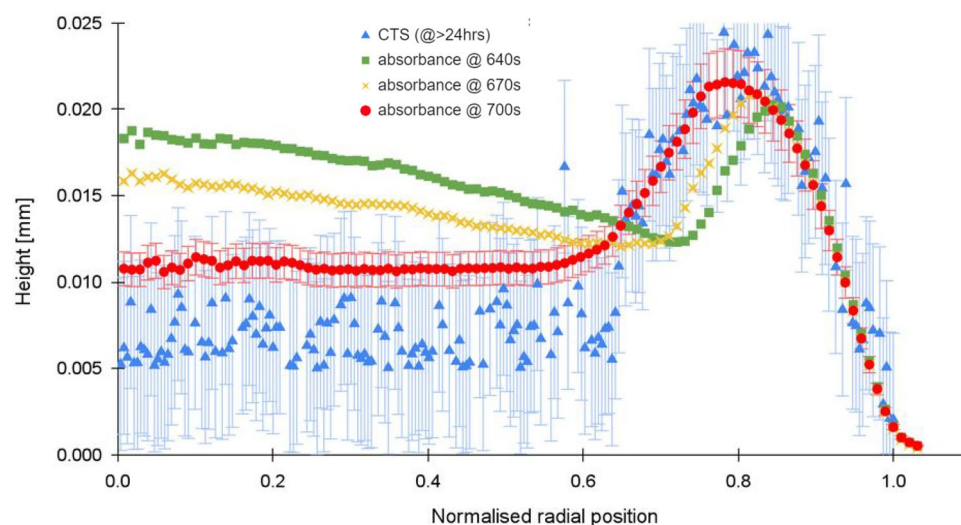 0.025
0.020
0.015
0.010
0.005
0.000
Height [mm]
CTS (@>24hrs)
absorbance @ 640s
absorbance @ 670s
absorbance @ 700s
0.0
0.2
0.4
0.6
0.8
1.0
Normalised radial position